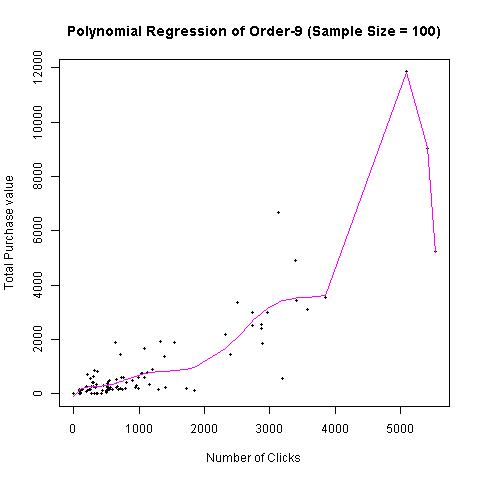 Polynomial Regression of Order-9 (Sample Size = 100)
Total Purchase value
12000
10000
8000
6000
4000
2000
0
0 1000 2000 3000 4000 5000
Number of Clicks